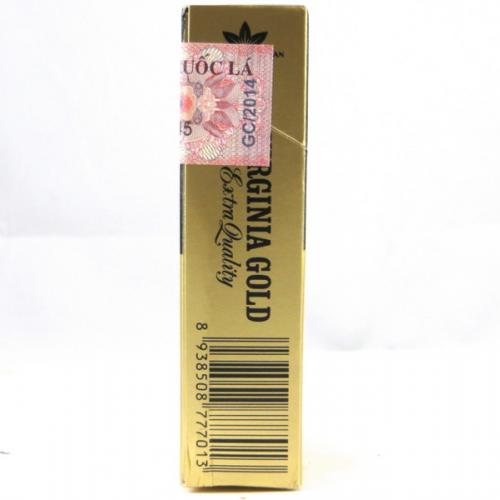 UỐC LÁ
45
GC/2014
RGINIA GOLD
Extra Quality
8 938508 777013